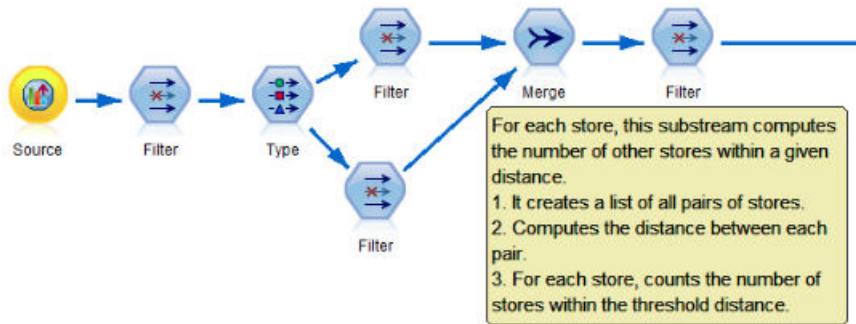 Filter
Merge
Filter
Source
Filter
Type
Filter
For each store, this substream computes
the number of other stores within a given
distance.
1. It creates a list of all pairs of stores.
2. Computes the distance between each
pair.
3. For each store, counts the number of
stores within the threshold distance.